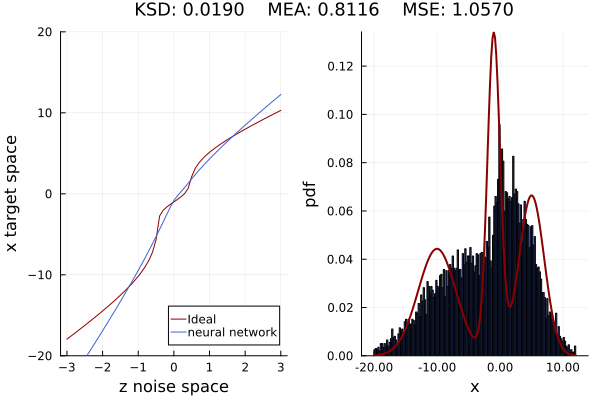 KSD: 0.0190 MEA: 0.8116 MSE: 1.0570
20
10
0
−10
−20
−3 −2 −1 0 1 2 3
x target space
z noise space
Ideal
neural network
0.12
0.10
0.08
0.06
0.04
0.02
0.00
-20.00 -10.00 0.00 10.00
pdf
x